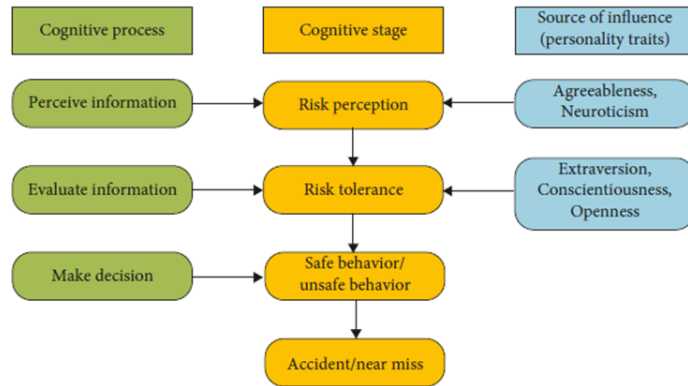 Cognitive process
Cognitive stage
Source of influence
(personality traits)
Perceive information
Risk perception
Agreeableness,
Neuroticism
Evaluate information
Risk tolerance
Extraversion,
Conscientiousness,
Openness
Make decision
Safe behavior/
unsafe behavior
Accident/near miss